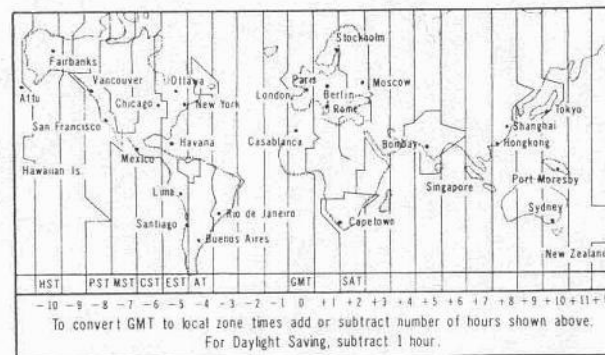 Stockholm
Fairbanks
Vancouver Ottawa Paris Moscow
Attu London Berlin
Chicago New York Rome Tokyo
San Francisco Shanghai
Havana Casablanca Bombay Hongkong
Mexico
Hawaiian Is. Port Moresby
Lima Singapore
Rio de Janeiro Sydney
Santiago Capetown
Buenos Aires
New Zealand
HST PST MST CST EST AT GMT SAT
-10 -9 -8 -7 -6 -5 -4 -3 -2 -1 0 +1 +2 +3 +4 +5 +6 +7 +8 +9 +10 +11
To convert GMT to local zone times add or subtract number of hours shown above.
For Daylight Saving, subtract 1 hour.